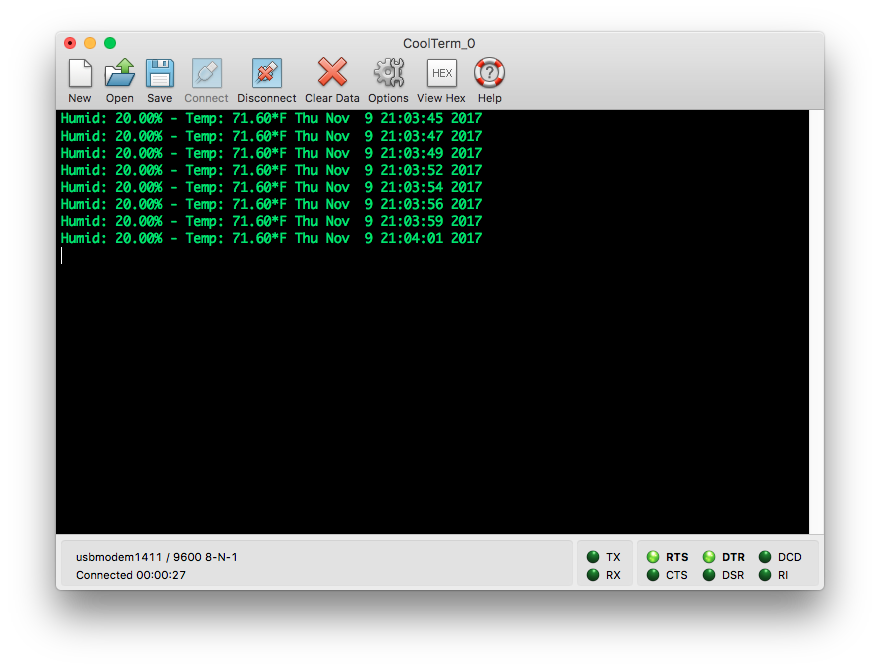 CoolTerm_0
New Open Save Connect Disconnect Clear Data Options HEX View Hex Help
Humid: 20.00% - Temp: 71.60*F Thu Nov  9 21:03:45 2017
Humid: 20.00% - Temp: 71.60*F Thu Nov  9 21:03:47 2017
Humid: 20.00% - Temp: 71.60*F Thu Nov  9 21:03:49 2017
Humid: 20.00% - Temp: 71.60*F Thu Nov  9 21:03:52 2017
Humid: 20.00% - Temp: 71.60*F Thu Nov  9 21:03:54 2017
Humid: 20.00% - Temp: 71.60*F Thu Nov  9 21:03:56 2017
Humid: 20.00% - Temp: 71.60*F Thu Nov  9 21:03:59 2017
Humid: 20.00% - Temp: 71.60*F Thu Nov  9 21:04:01 2017
usbmodem1411 / 9600 8-N-1 TX RTS DTR DCD
Connected 00:00:27 RX CTS DSR RI